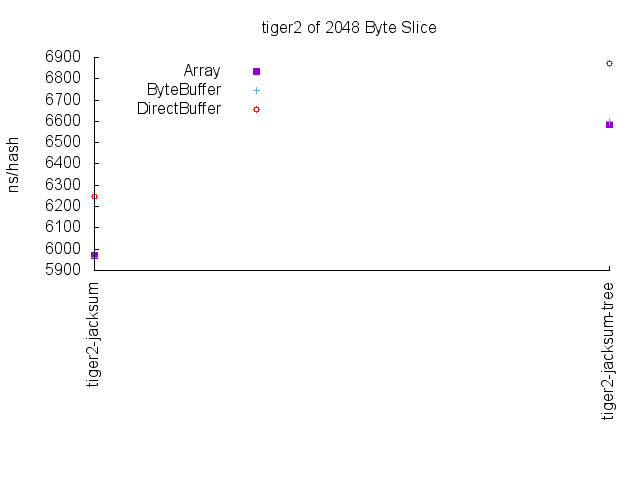 tiger2 of 2048 Byte Slice
ns/hash
6900
6800
6700
6600
6500
6400
6300
6200
6100
6000
5900
Array
ByteBuffer
DirectBuffer
tiger2-jacksum
tiger2-jacksum-tree